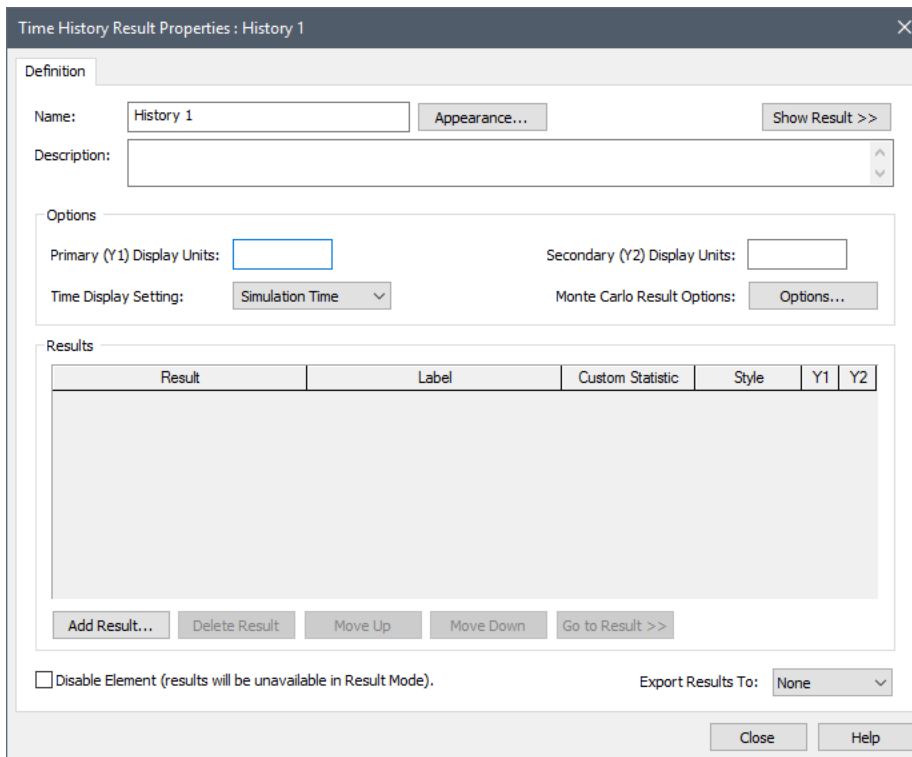 Time History Result Properties : History 1
Definition
Name: History 1 Appearance... Show Result >>
Description:
Options
Primary (Y1) Display Units: Secondary (Y2) Display Units:
Time Display Setting: Simulation Time Monte Carlo Result Options: Options...
Results
Result Label Custom Statistic Style Y1 Y2
Add Result... Delete Result Move Up Move Down Go to Result >>
Disable Element (results will be unavailable in Result Mode). Export Results To: None
Close Help